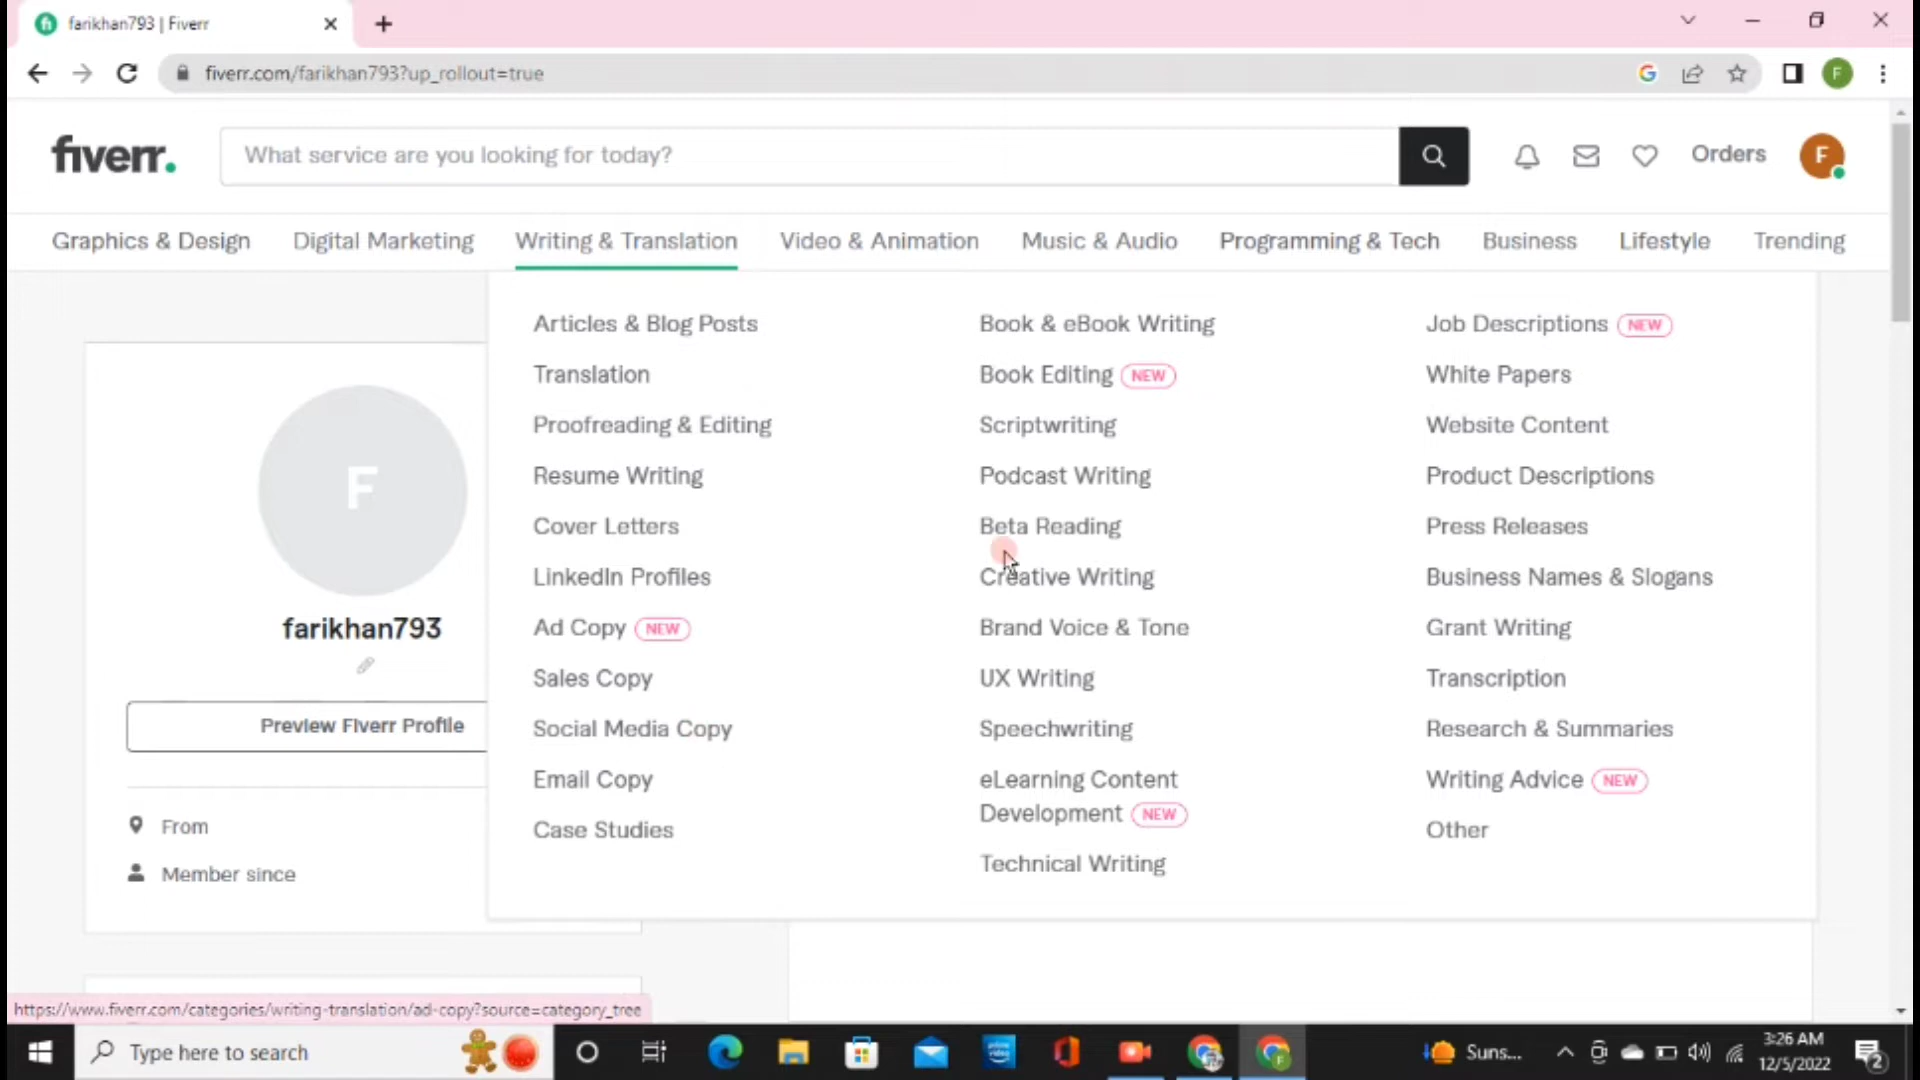 farikhan793 | Fiverr
fiverr.com/farikhan793?up_rollout=true
F
fiverr.
What service are you looking for today?
Orders
F
Graphics & Design
Digital Marketing
Writing & Translation
Video & Animation
Music & Audio
Programming & Tech
Business
Lifestyle
Trending
F
farikhan793
Preview Fiverr Profile
From
Member since
Articles & Blog Posts
Translation
Proofreading & Editing
Resume Writing
Cover Letters
LinkedIn Profiles
Ad Copy NEW
Sales Copy
Social Media Copy
Email Copy
Case Studies
Book & eBook Writing
Book Editing NEW
Scriptwriting
Podcast Writing
Beta Reading
Creative Writing
Brand Voice & Tone
UX Writing
Speechwriting
eLearning Content
Development NEW
Technical Writing
Job Descriptions NEW
White Papers
Website Content
Product Descriptions
Press Releases
Business Names & Slogans
Grant Writing
Transcription
Research & Summaries
Writing Advice NEW
Other
https://www.fiverr.com/categories/writing-translation/ad-copy?source=category_tree
Type here to search
Suns...
3:26 AM
12/5/2022
2